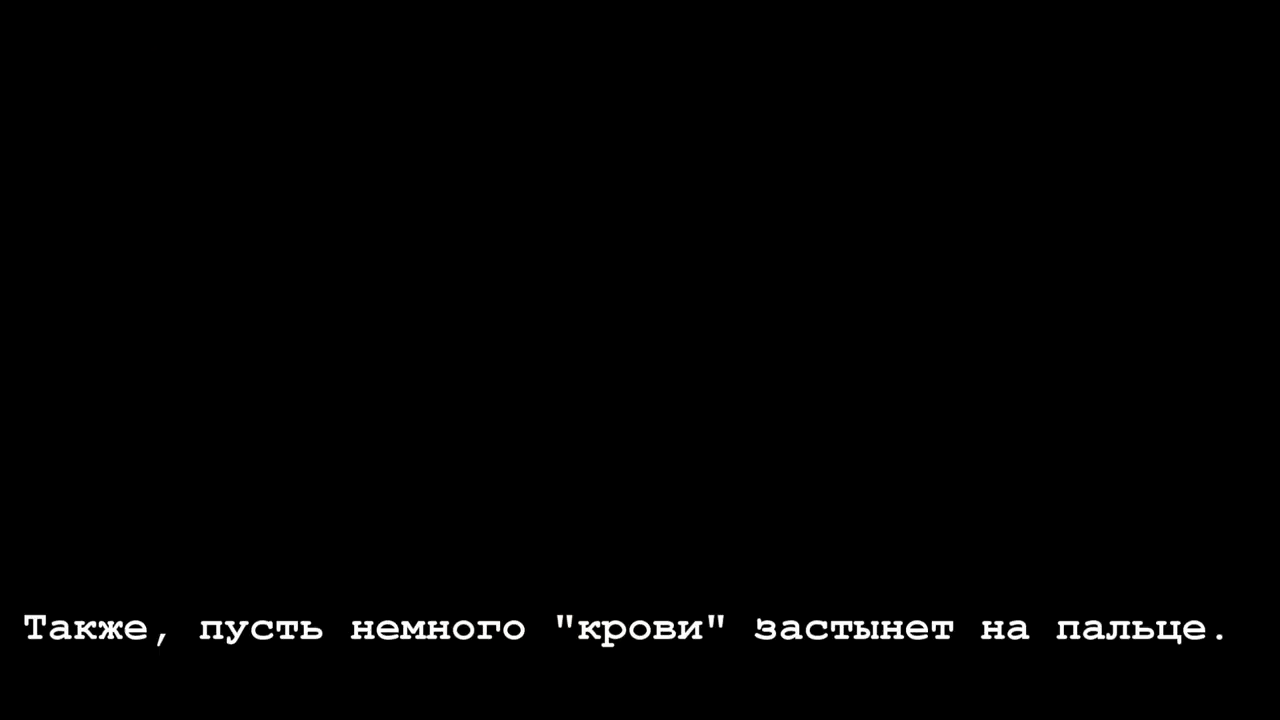 Также, пусть немного "крови" застынет на пальце.